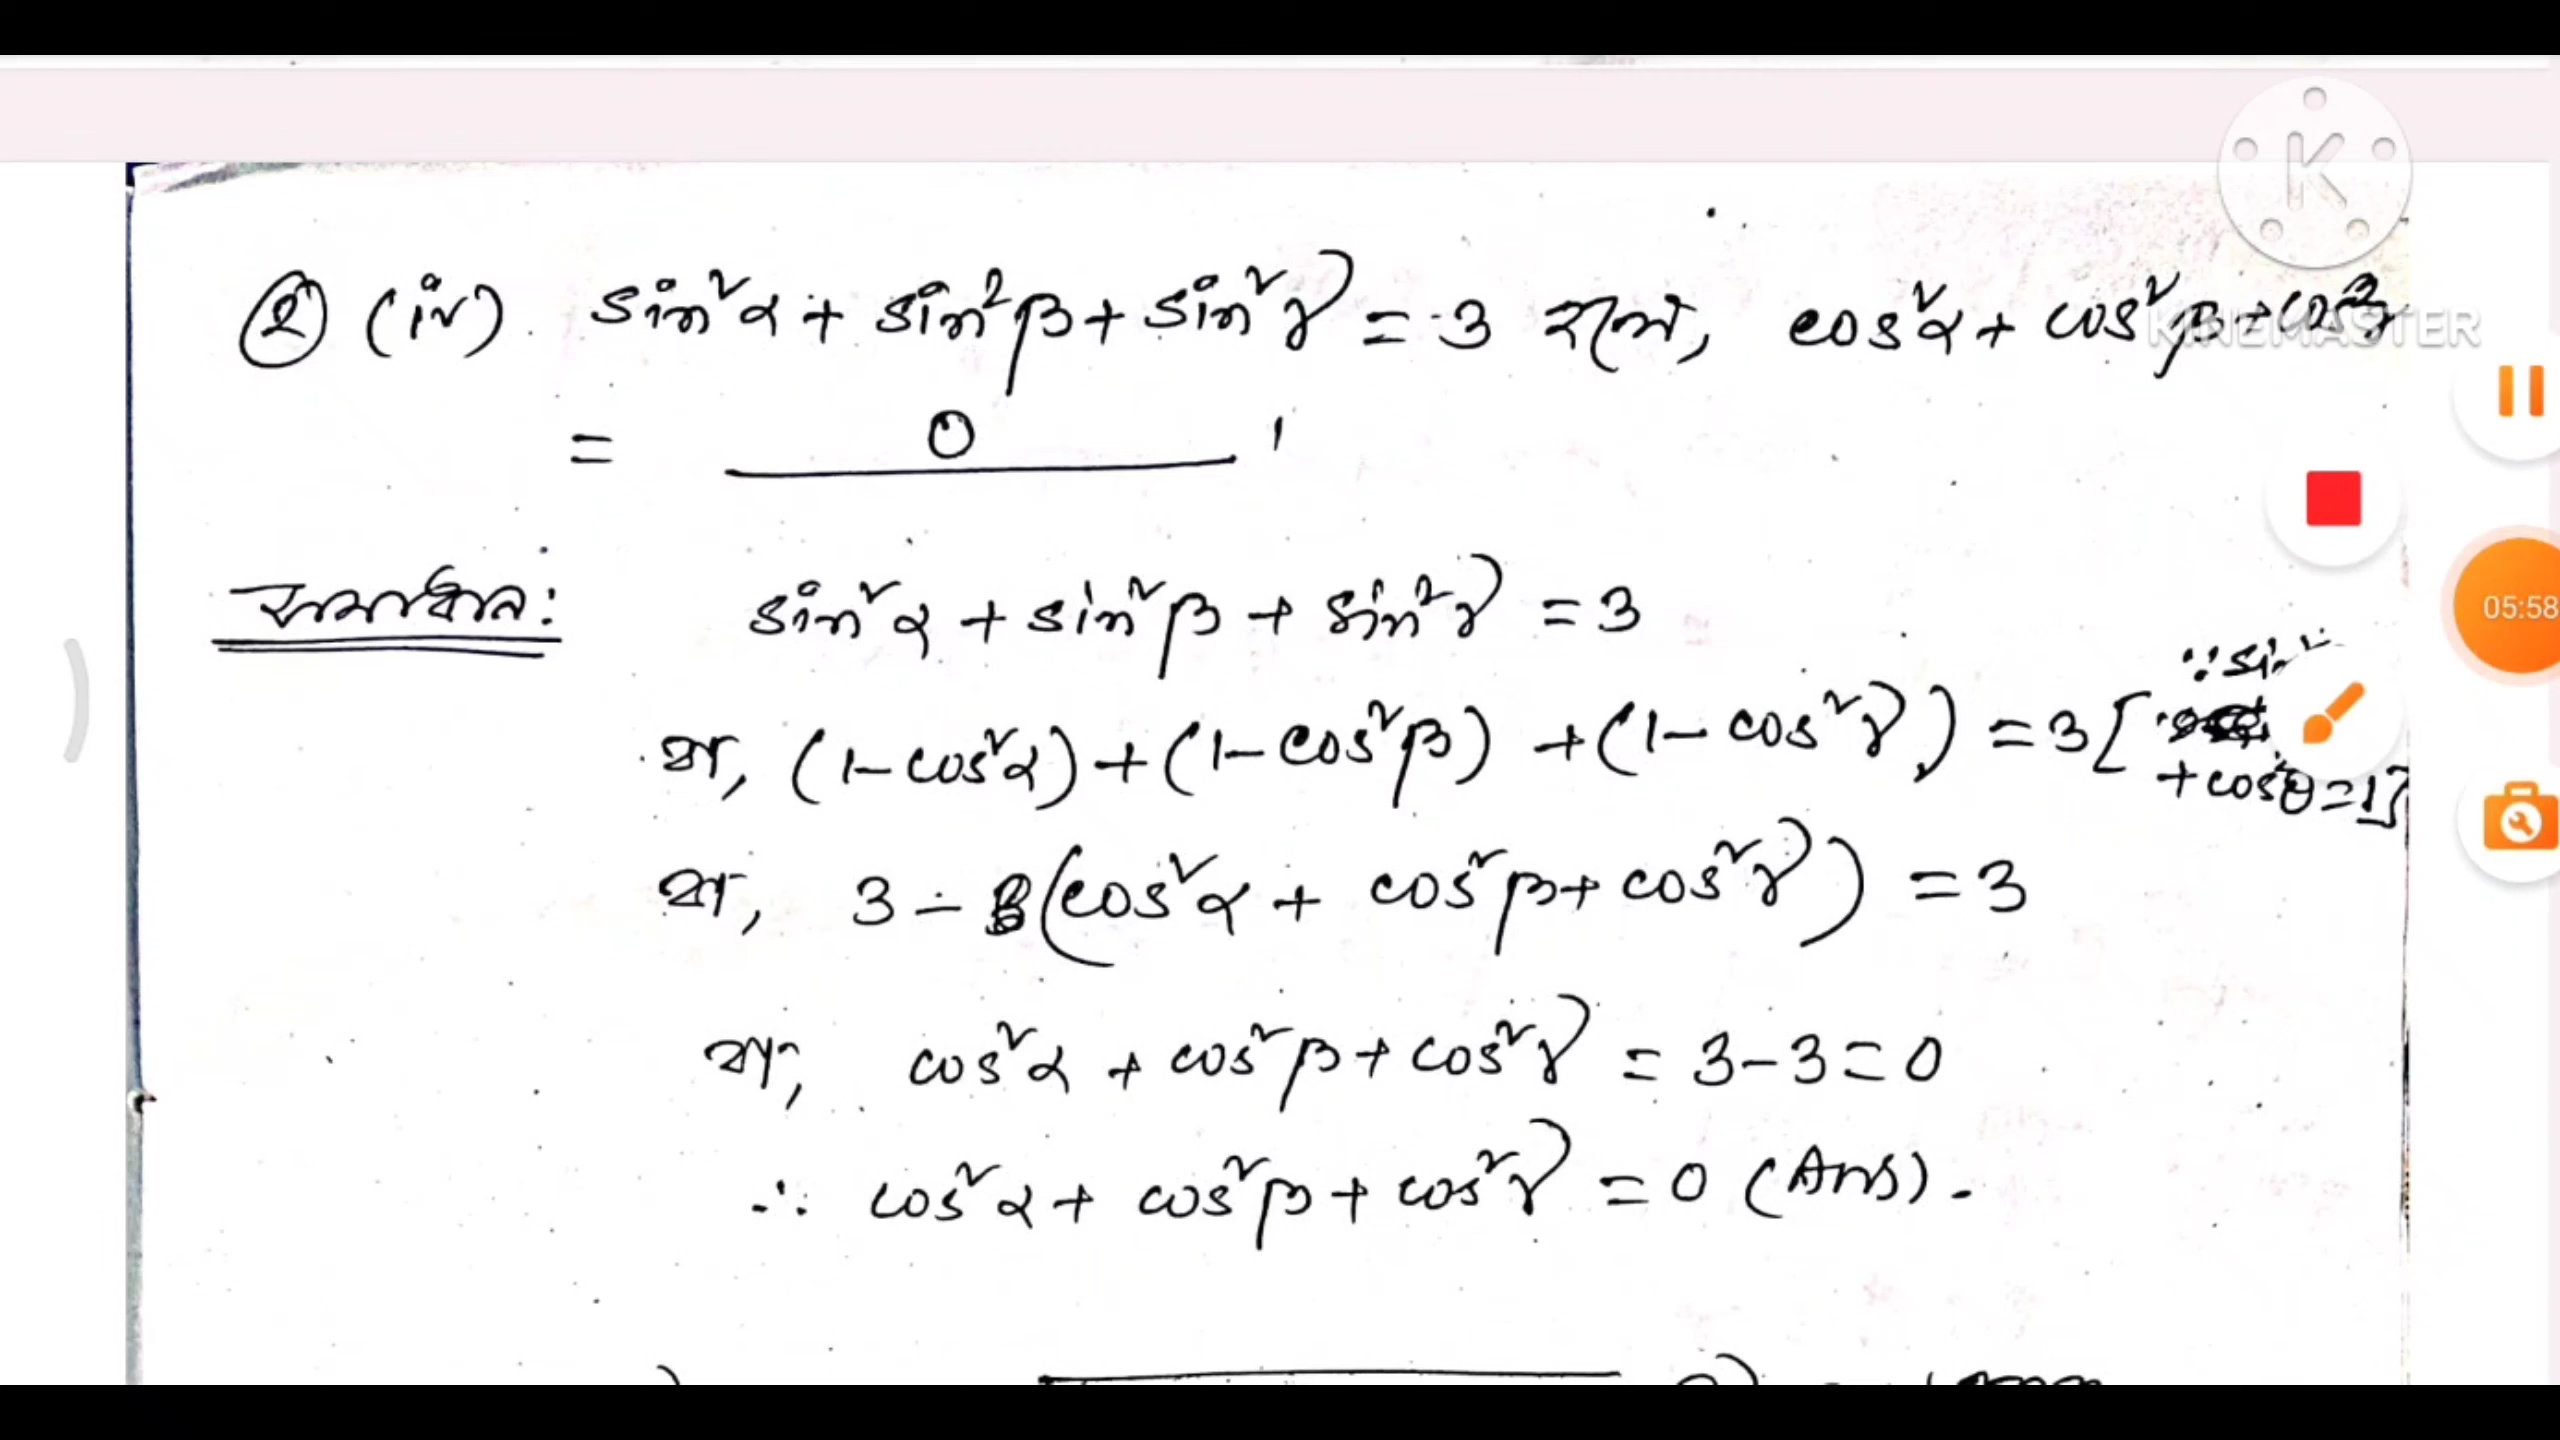 ② (iv) sin²α + sin²β + sin²γ = 3 হলে, cos²α + cos²β + cos²γ
KINEMASTER
= 0 ।
সমাধান: sin²α + sin²β + sin²γ = 3
05:58
বা, (1 - cos²α) + (1 - cos²β) + (1 - cos²γ) = 3 [∵ sin² + cos²θ = 1]
বা, 3 - (cos²α + cos²β + cos²γ) = 3
বা, cos²α + cos²β + cos²γ = 3 - 3 = 0
∴ cos²α + cos²β + cos²γ = 0 (Ans).